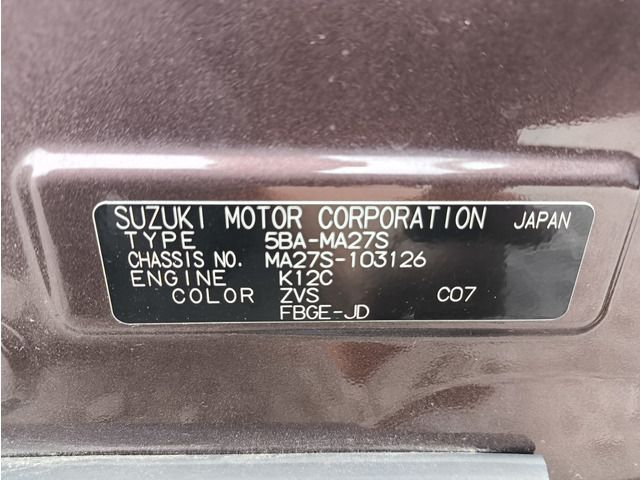 SUZUKI MOTOR CORPORATION JAPAN
TYPE 5BA-MA27S
CHASSIS NO. MA27S-103126
ENGINE K12C
COLOR ZVS C07
FBGE-JD